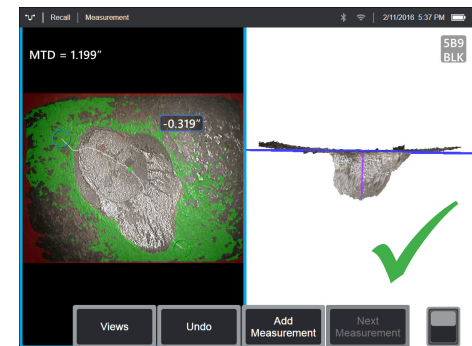 Recall Measurement 2/11/2016 5:37 PM
MTD = 1.199"
5B9
BLK
-0.319"
Views
Undo
Add
Measurement
Next
Measurement